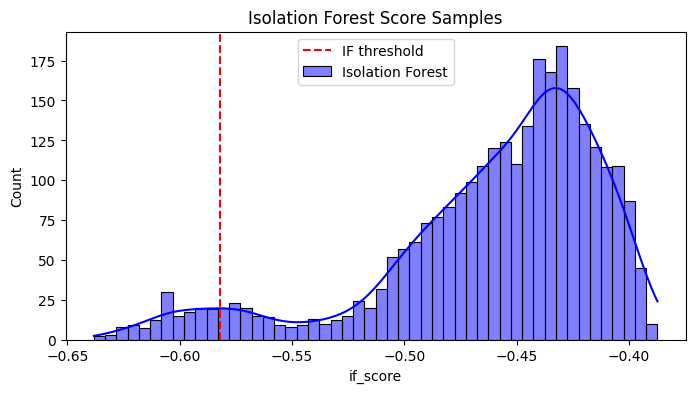 Isolation Forest Score Samples
IF threshold
Isolation Forest
Count
175
150
125
100
75
50
25
0
−0.65
−0.60
−0.55
−0.50
−0.45
−0.40
if_score